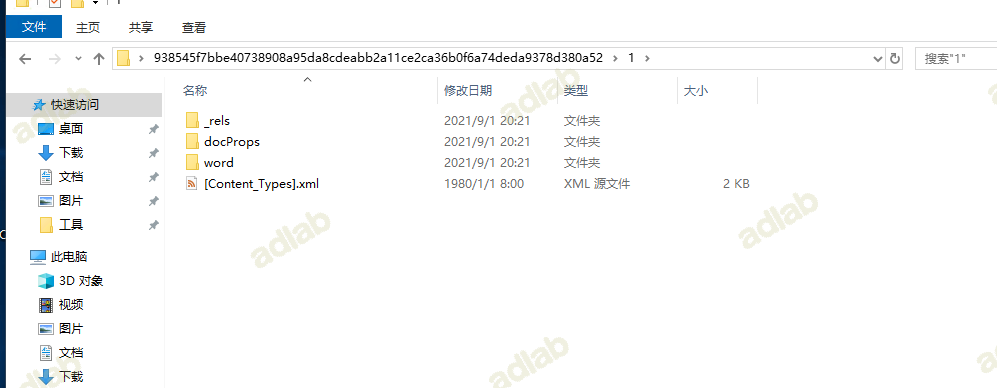 文件 主页 共享 查看
938545f7bbe40738908a95da8cdeabb2a11ce2ca36b0f6a74deda9378d380a52 › 1 › 搜索"1"
名称 修改日期 类型 大小
快速访问
_rels 2021/9/1 20:21 文件夹
桌面
docProps 2021/9/1 20:21 文件夹
下载
word 2021/9/1 20:21 文件夹
文档
[Content_Types].xml 1980/1/1 8:00 XML 源文件 2 KB
图片
工具
此电脑
3D 对象
视频
图片
文档
下载
adlab
adlab
adlab
adlab
adlab
adlab